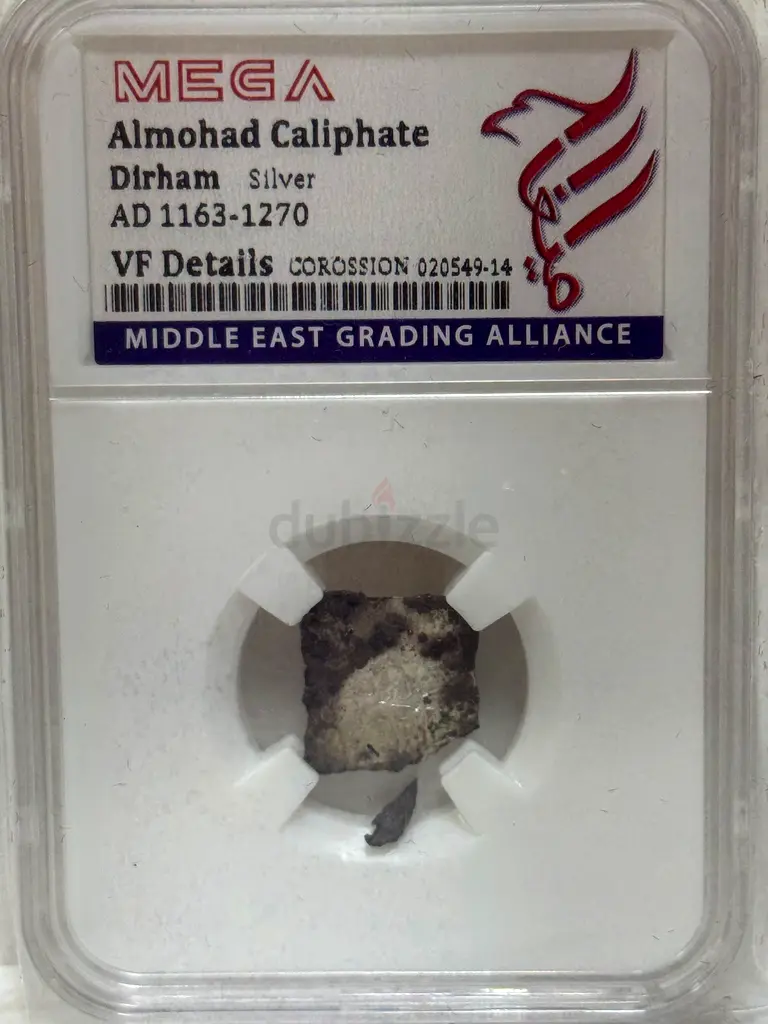 MEGA
Almohad Caliphate
Dirham Silver
AD 1163-1270
VF Details COROSSION 020549-14
MIDDLE EAST GRADING ALLIANCE
dubizzle